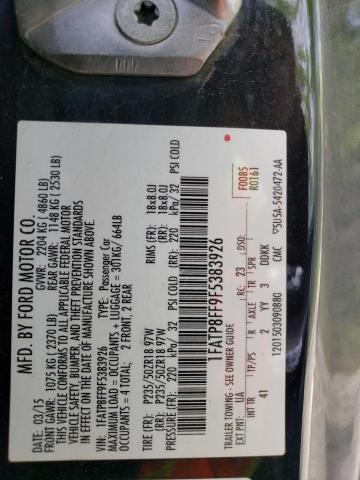 MFD. BY FORD MOTOR CO.
DATE: 03/15 GVWR: 2204 KG ( 4860 LB)
FRONT GAWR: 1075 KG ( 2370 LB) REAR GAWR: 1148 KG ( 2530 LB)
THIS VEHICLE CONFORMS TO ALL APPLICABLE FEDERAL MOTOR
VEHICLE SAFETY, BUMPER, AND THEFT PREVENTION STANDARDS
IN EFFECT ON THE DATE OF MANUFACTURE SHOWN ABOVE.
VIN: 1FATP8FF9F5383926 TYPE: Passenger Car
MAXIMUM LOAD = OCCUPANTS + LUGGAGE = 301KG/ 664LB
OCCUPANTS = 4 TOTAL: 2 FRONT, 2 REAR
TIRE (FR): P235/50ZR18 97W RIMS (FR): 18x8.0J
TIRE (RR): P235/50ZR18 97W RIMS (RR): 18x8.0J
PRESSURE (FR): 220 kPa/ 32 PSI COLD (RR): 220 kPa/ 32 PSI COLD
1FATP8FF9F5383926
TRAILER TOWING - SEE OWNER GUIDE
F0085
EXT PNT: UA RC: 23 DSO: R0161
INT TR TP/PS R AXLE TR SPR
41 2 YY 3 DDKK
1201503090880 CMC